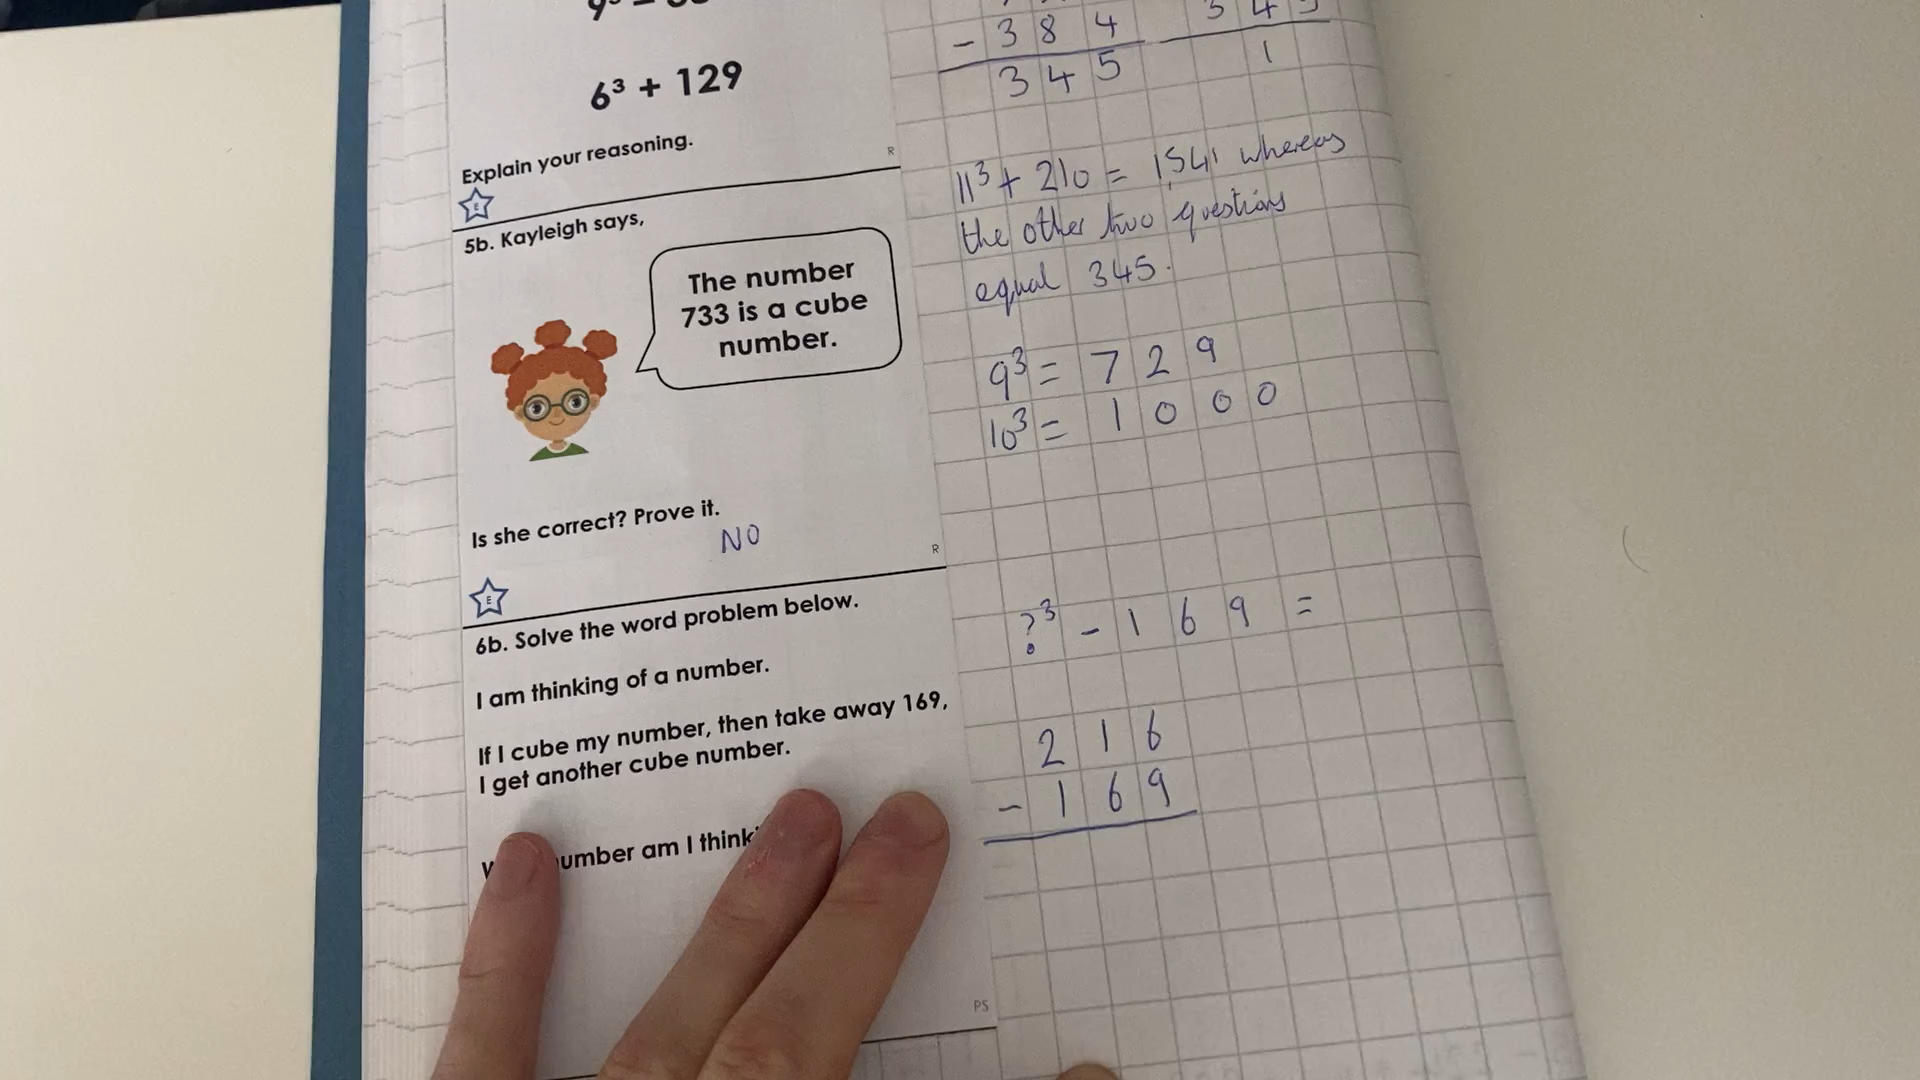 - 3 8 4
3 4 5
1
6³ + 129
Explain your reasoning.
R
11³ + 210 = 1541 whereas
the other two questions
equal 345.
E
5b. Kayleigh says,
The number
733 is a cube
number.
9³ = 7 2 9
10³ = 1 0 0 0
Is she correct? Prove it.
NO
R
E
6b. Solve the word problem below.
I am thinking of a number.
If I cube my number, then take away 169,
I get another cube number.
umber am I think
PS
?³ - 1 6 9 =
2 1 6
- 1 6 9